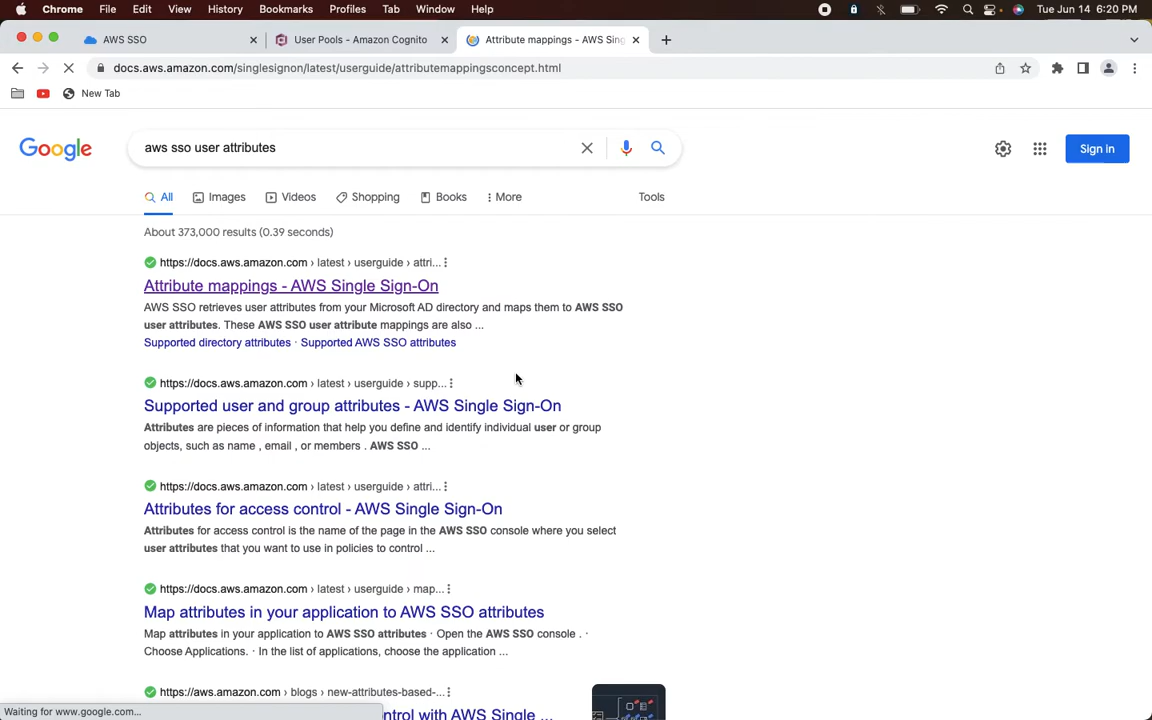 Chrome File Edit View History Bookmarks Profiles Tab Window Help Tue Jun 14 6:20 PM
AWS SSO User Pools - Amazon Cognito Attribute mappings - AWS Sing
docs.aws.amazon.com/singlesignon/latest/userguide/attributemappingsconcept.html
New Tab
Google aws sso user attributes Sign in
All Images Videos Shopping Books More Tools
About 373,000 results (0.39 seconds)
https://docs.aws.amazon.com › latest › userguide › attri...
Attribute mappings - AWS Single Sign-On
AWS SSO retrieves user attributes from your Microsoft AD directory and maps them to AWS SSO
user attributes. These AWS SSO user attribute mappings are also ...
Supported directory attributes · Supported AWS SSO attributes
https://docs.aws.amazon.com › latest › userguide › supp...
Supported user and group attributes - AWS Single Sign-On
Attributes are pieces of information that help you define and identify individual user or group
objects, such as name , email , or members . AWS SSO ...
https://docs.aws.amazon.com › latest › userguide › attri...
Attributes for access control - AWS Single Sign-On
Attributes for access control is the name of the page in the AWS SSO console where you select
user attributes that you want to use in policies to control ...
https://docs.aws.amazon.com › latest › userguide › map...
Map attributes in your application to AWS SSO attributes
Map attributes in your application to AWS SSO attributes · Open the AWS SSO console . ·
Choose Applications. · In the list of applications, choose the application ...
https://aws.amazon.com › blogs › new-attributes-based-...
ntrol with AWS Single ...
Waiting for www.google.com...